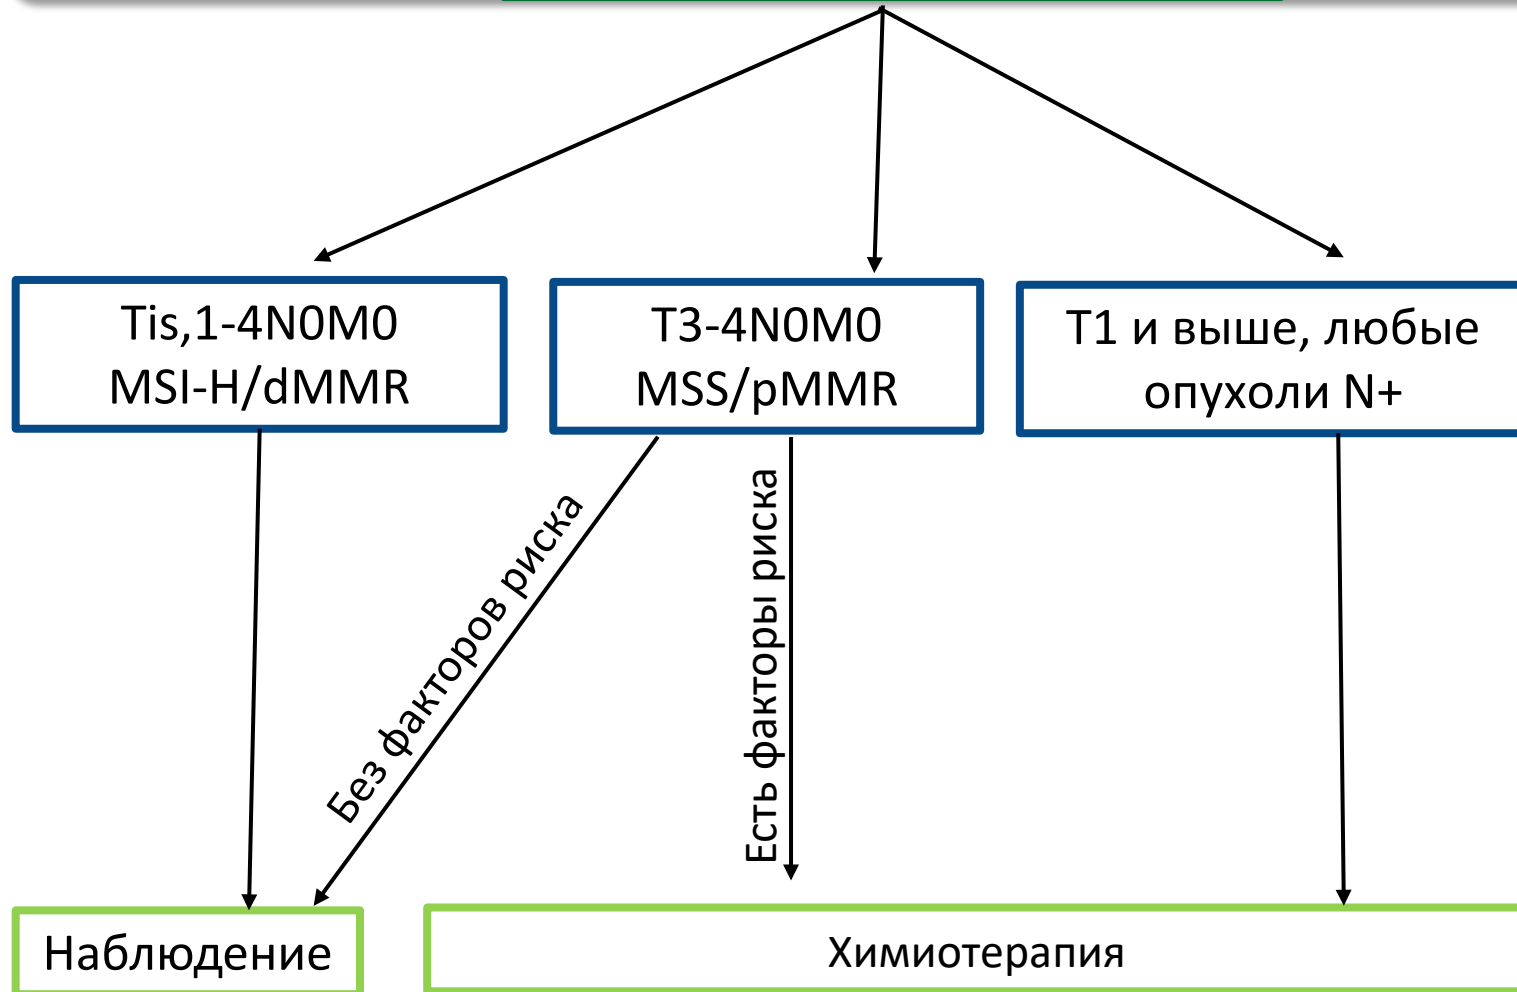 Tis,1-4N0M0
MSI-H/dMMR
T3-4N0M0
MSS/pMMR
T1 и выше, любые
опухоли N+
Без факторов риска
Есть факторы риска
Наблюдение
Химиотерапия